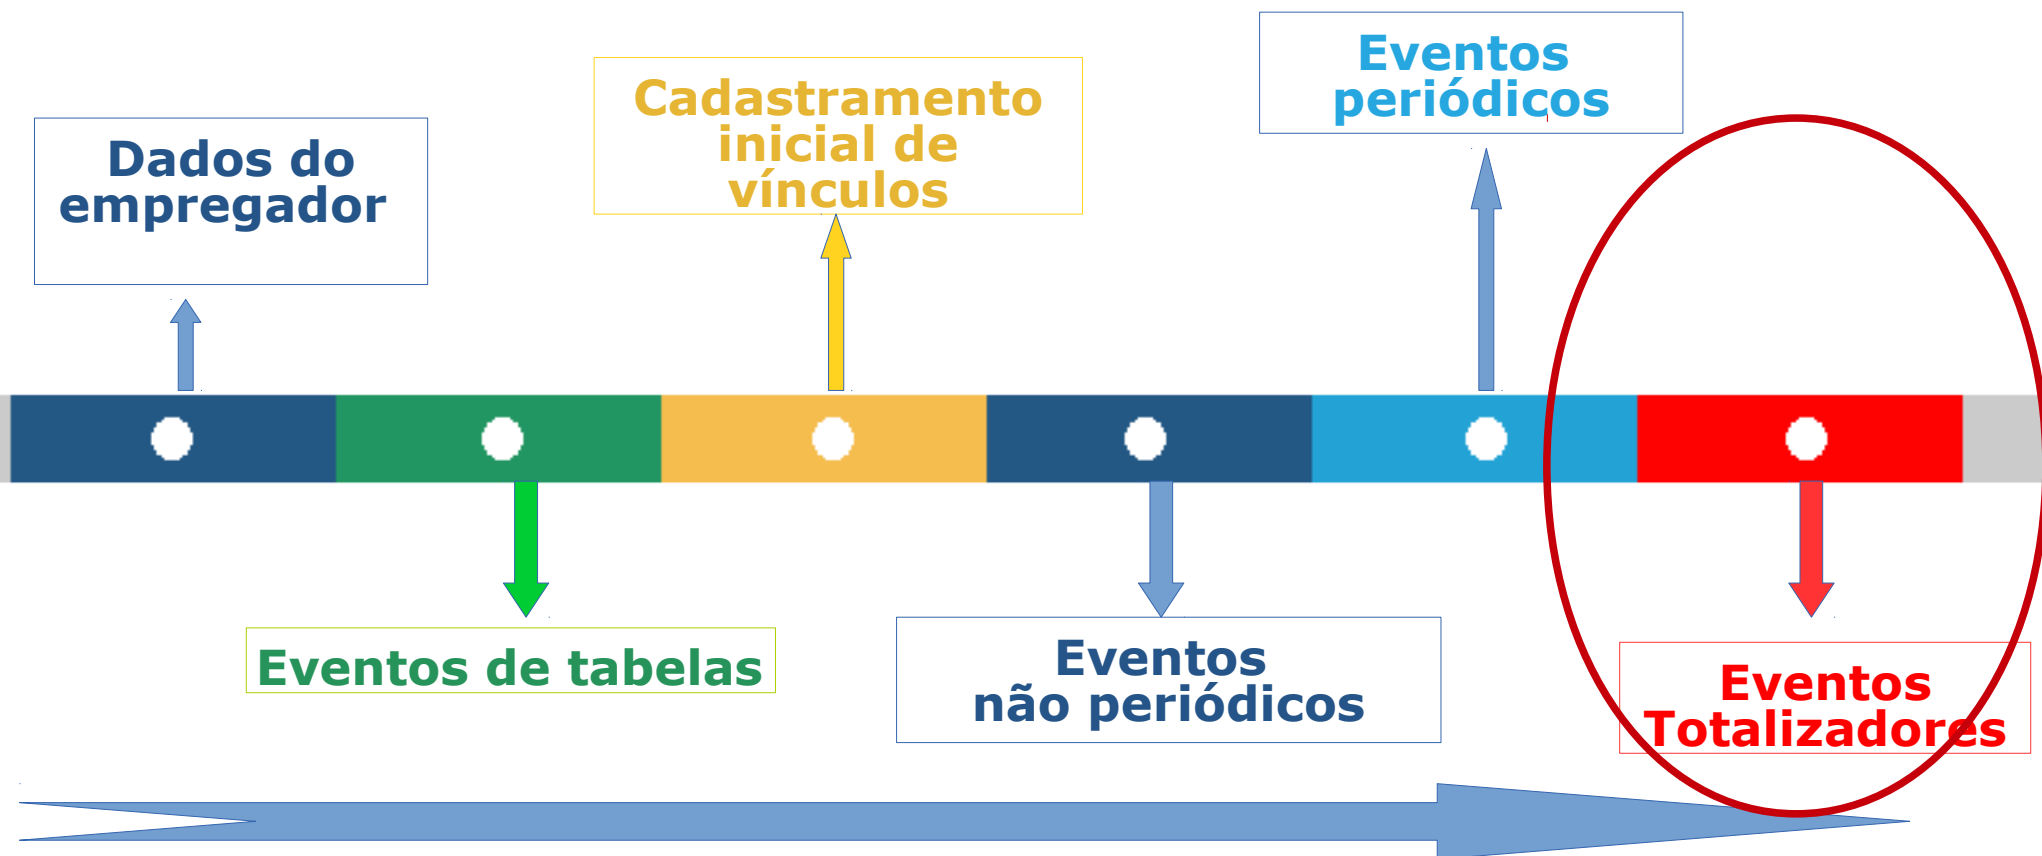 Dados do
empregador
Eventos de tabelas
Cadastramento
inicial de
vínculos
Eventos
não periódicos
Eventos
periódicos
Eventos
Totalizadores